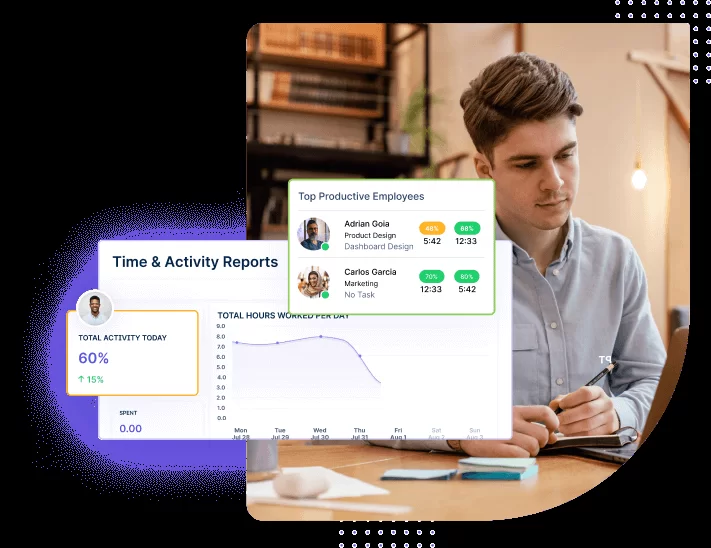 Top Productive Employees
Adrian Goia
Product Design
Dashboard Design
48%
5:42
88%
12:33
Carlos Garcia
Marketing
No Task
70%
12:33
80%
5:42
Time & Activity Reports
TOTAL ACTIVITY TODAY
60%
↑ 15%
SPENT
0.00
TOTAL HOURS WORKED PER DAY
9.0
8.0
7.0
6.0
5.0
4.0
3.0
2.0
1.0
0.0
Mon Tue Wed Thu Fri Sat Sun
Jul 28 Jul 29 Jul 30 Jul 31 Aug 1 Aug 2 Aug 3